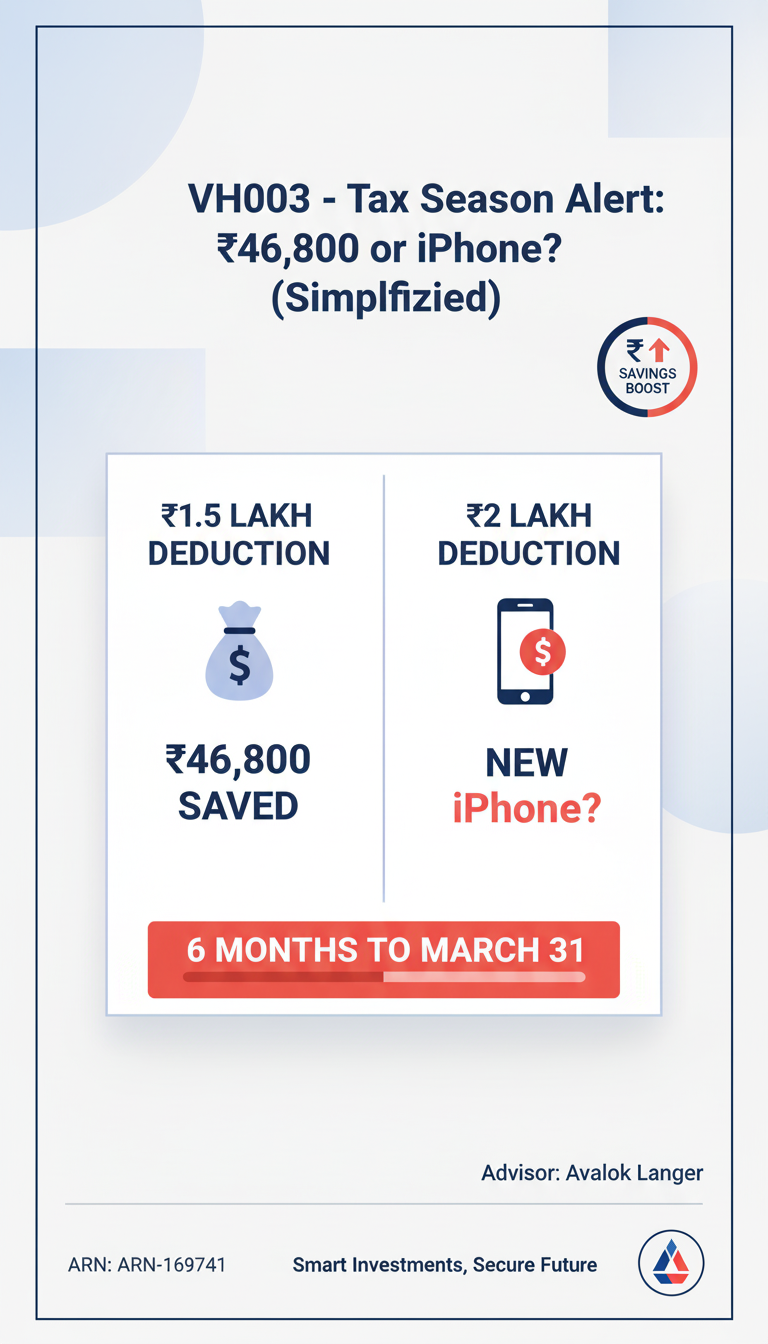 VH003 - Tax Season Alert:
₹46,800 or iPhone?
(Simplfizied)
₹
SAVINGS
BOOST
₹1.5 LAKH
DEDUCTION
$
₹46,800
SAVED
₹2 LAKH
DEDUCTION
$
NEW
iPhone?
6 MONTHS TO MARCH 31
Advisor: Avalok Langer
ARN: ARN-169741
Smart Investments, Secure Future